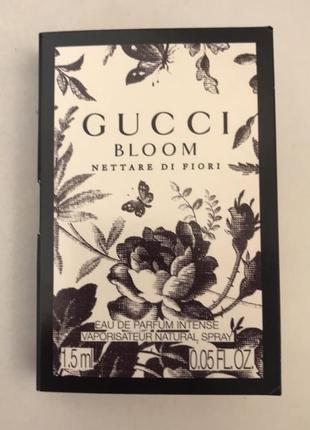 GUCCI
BLOOM
NETTARE DI FIORI
EAU DE PARFUM INTENSE
VAPORISATEUR NATURAL SPRAY
1.5 ml 0.05 FL.OZ.